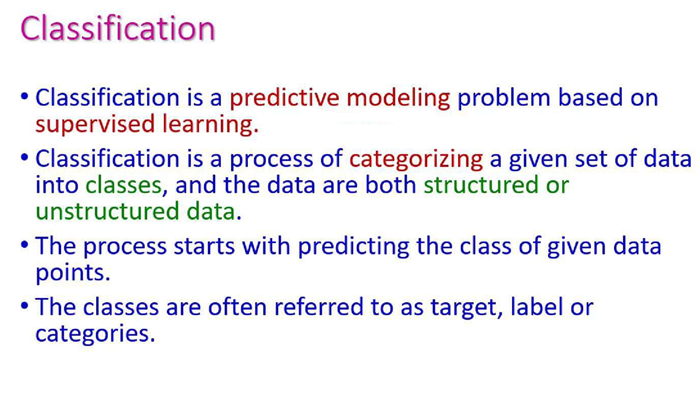 Classification
• Classification is a predictive modeling problem based on
supervised learning.
• Classification is a process of categorizing a given set of data
into classes, and the data are both structured or
unstructured data.
• The process starts with predicting the class of given data
points.
• The classes are often referred to as target, label or
categories.